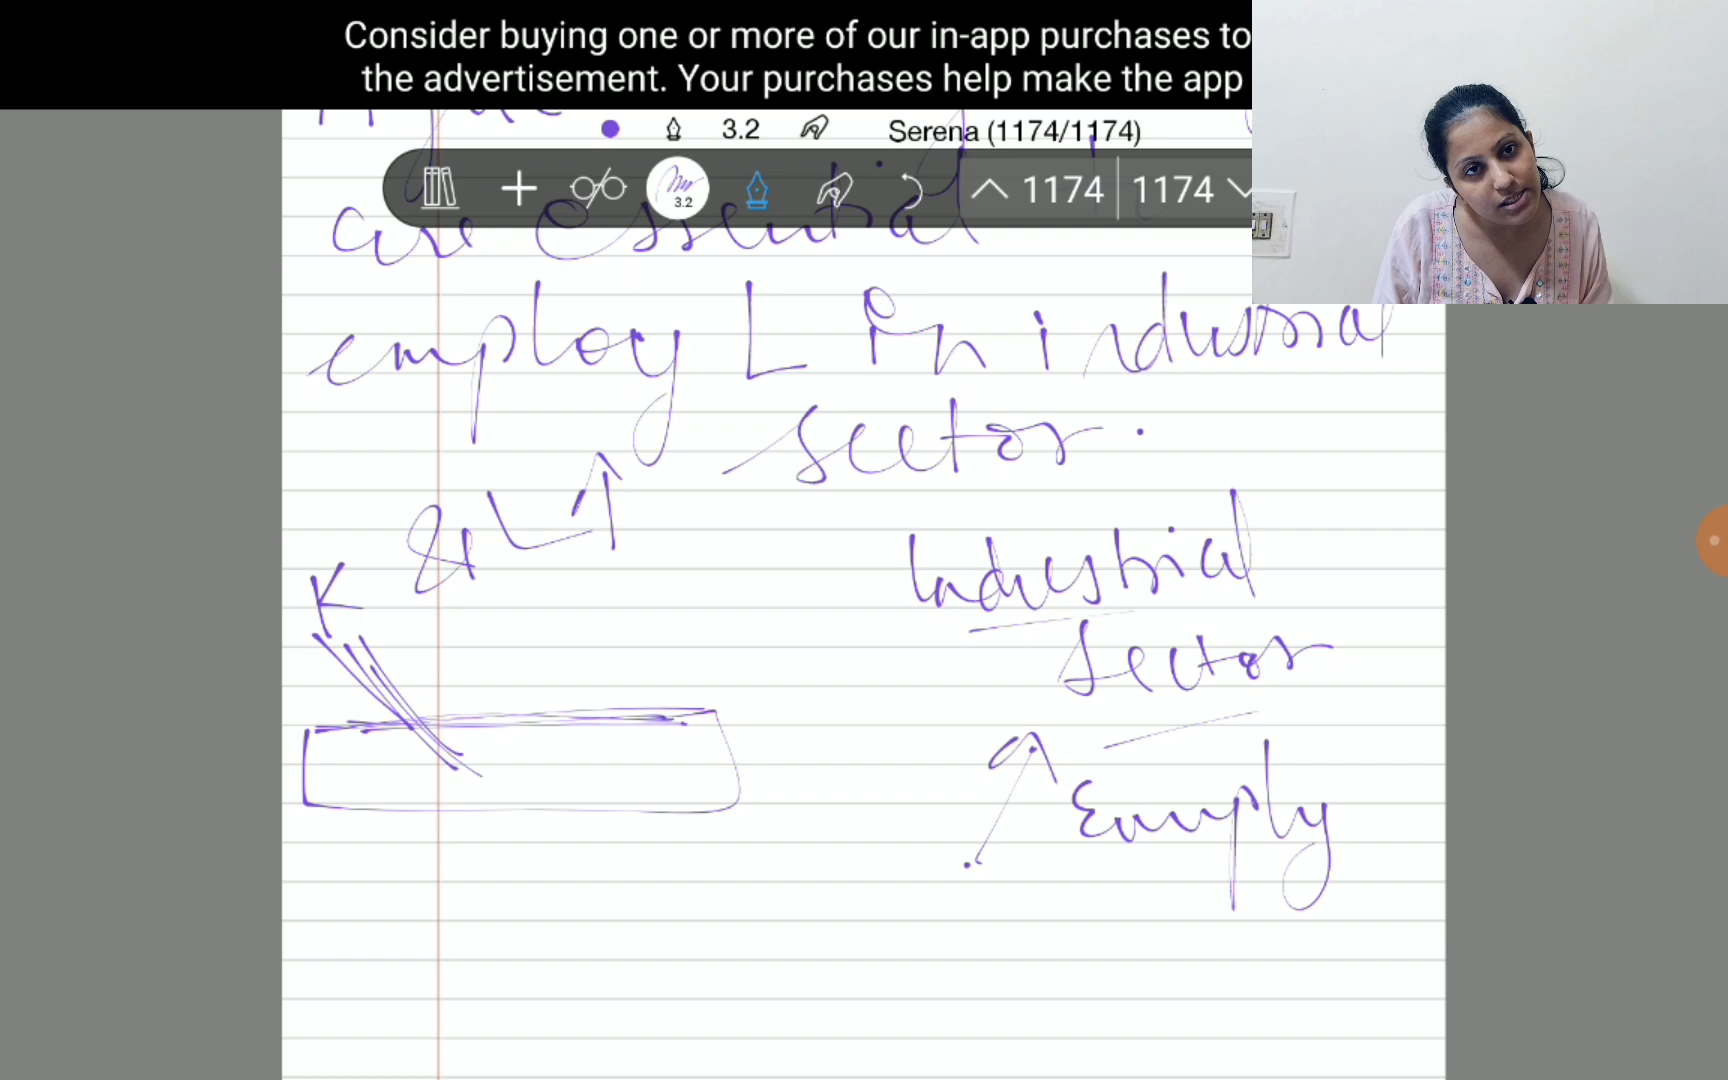 Consider buying one or more of our in-app purchases to
the advertisement. Your purchases help make the app
3.2 Serena (1174/1174)
3.2 1174 1174
are essential
employ L in industrial
sector.
& L ↑
K
Industrial
Sector
↑ Emply